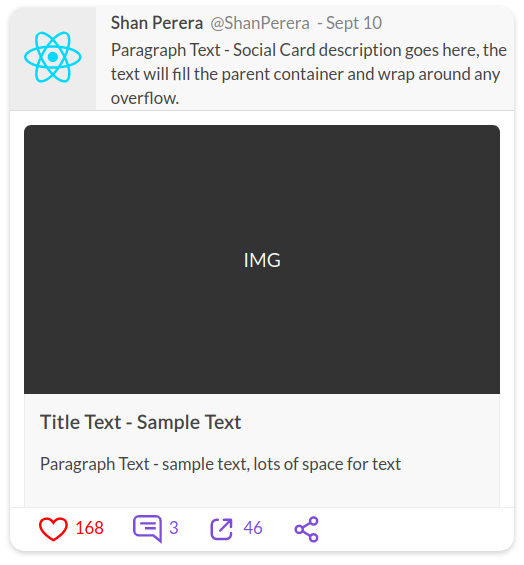 Shan Perera @ShanPerera - Sept 10
Paragraph Text - Social Card description goes here, the
text will fill the parent container and wrap around any
overflow.
IMG
Title Text - Sample Text
Paragraph Text - sample text, lots of space for text
168 3 46